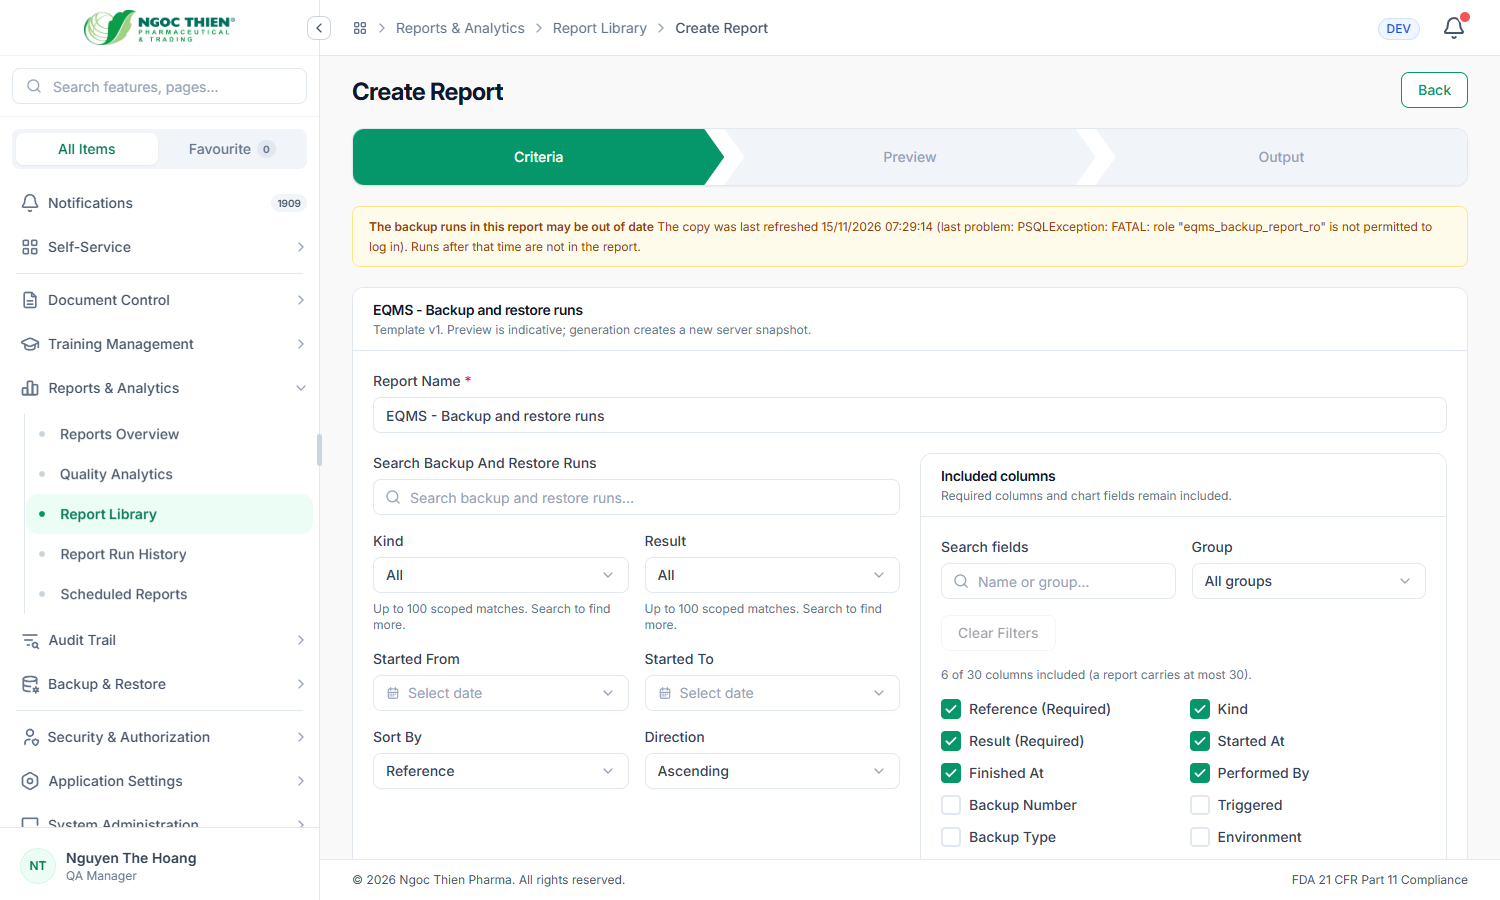 NGOC THIEN®
PHARMACEUTICAL
& TRADING
Reports & Analytics
Report Library
Create Report
DEV
Search features, pages...
All Items
Favourite 0
Notifications 1909
Self-Service
Document Control
Training Management
Reports & Analytics
Reports Overview
Quality Analytics
Report Library
Report Run History
Scheduled Reports
Audit Trail
Backup & Restore
Security & Authorization
Application Settings
System Administration
NT
Nguyen The Hoang
QA Manager
Create Report
Back
Criteria
Preview
Output
The backup runs in this report may be out of date The copy was last refreshed 15/11/2026 07:29:14 (last problem: PSQLException: FATAL: role "eqms_backup_report_ro" is not permitted to
log in). Runs after that time are not in the report.
EQMS - Backup and restore runs
Template v1. Preview is indicative; generation creates a new server snapshot.
Report Name *
EQMS - Backup and restore runs
Search Backup And Restore Runs
Search backup and restore runs...
Kind
Result
All
All
Up to 100 scoped matches. Search to find
more.
Up to 100 scoped matches. Search to find
more.
Started From
Started To
Select date
Select date
Sort By
Direction
Reference
Ascending
Included columns
Required columns and chart fields remain included.
Search fields
Group
Name or group...
All groups
Clear Filters
6 of 30 columns included (a report carries at most 30).
Reference (Required)
Kind
Result (Required)
Started At
Finished At
Performed By
Backup Number
Triggered
Backup Type
Environment
© 2026 Ngoc Thien Pharma. All rights reserved.
FDA 21 CFR Part 11 Compliance